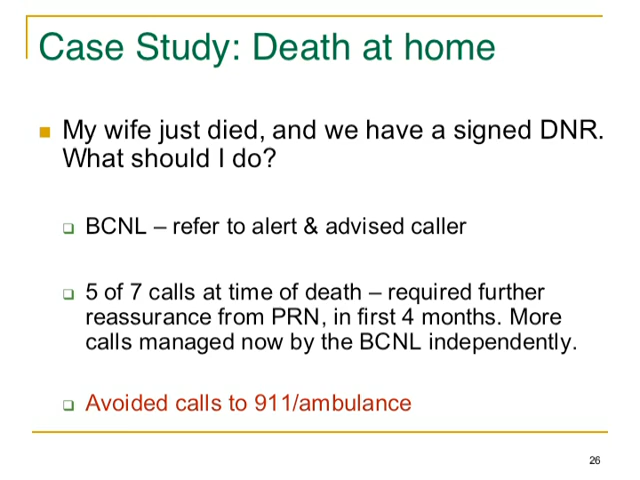 Case Study: Death at home
My wife just died, and we have a signed DNR.
What should I do?
BCNL – refer to alert & advised caller
5 of 7 calls at time of death – required further
reassurance from PRN, in first 4 months. More
calls managed now by the BCNL independently.
Avoided calls to 911/ambulance
26